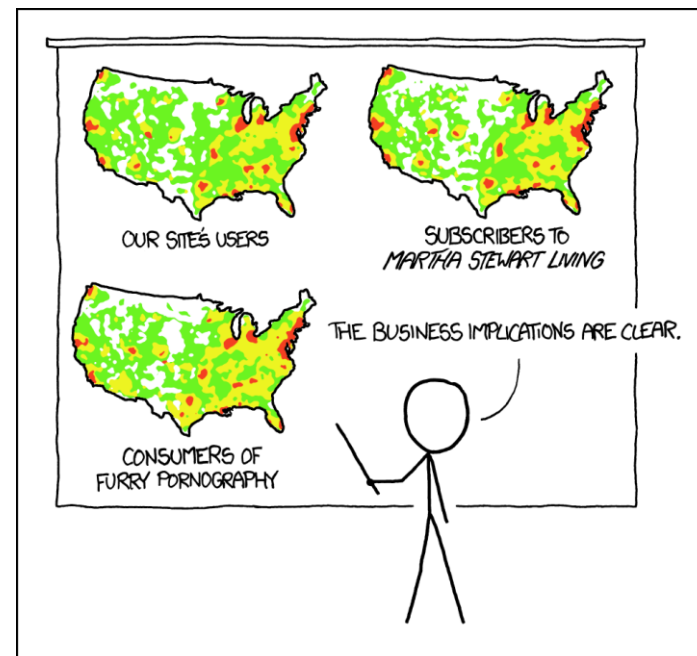 OUR SITE'S USERS
SUBSCRIBERS TO
MARTHA STEWART LIVING
THE BUSINESS IMPLICATIONS ARE CLEAR.
CONSUMERS OF
FURRY PORNOGRAPHY